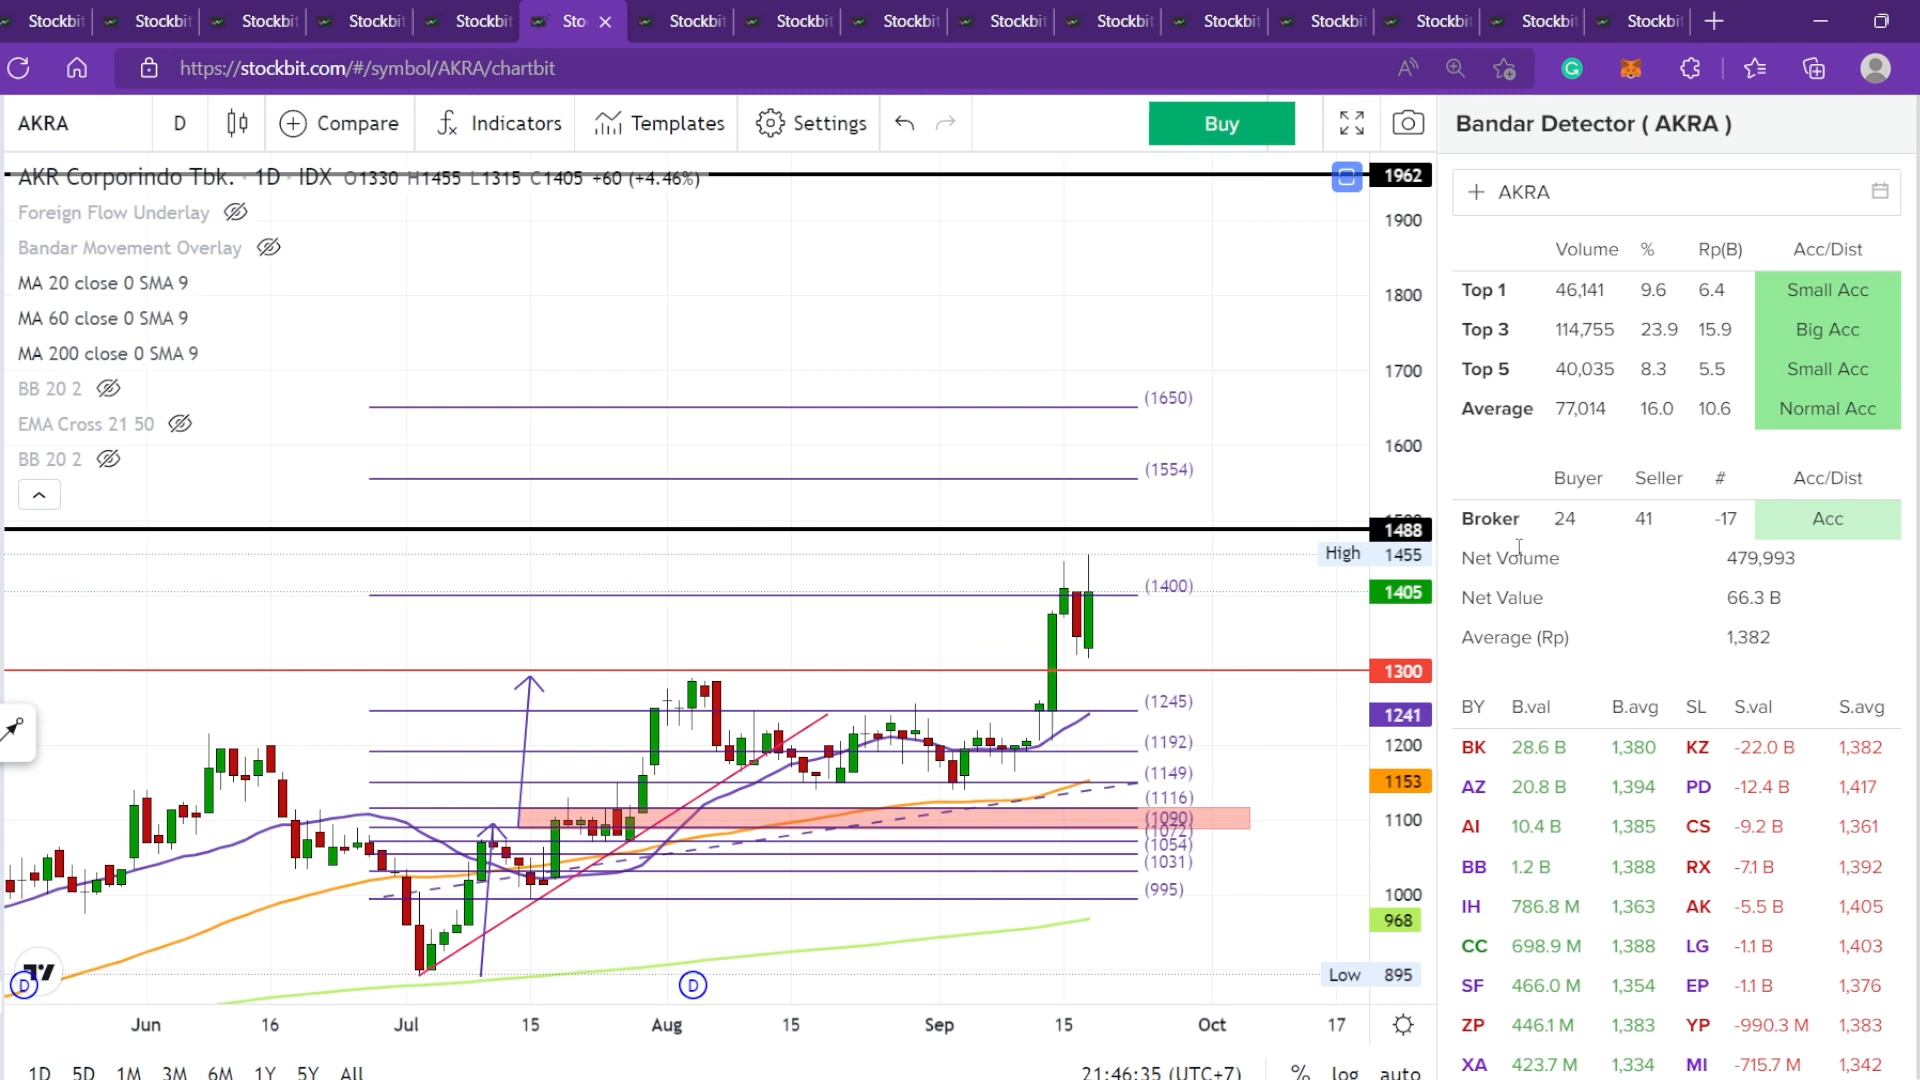 Stockbit Stockbit Stockbit Stockbit Stockbit Sto Stockbit Stockbit Stockbit Stockbit Stockbit Stockbit Stockbit Stockbit Stockbit Stockbit
https://stockbit.com/#/symbol/AKRA/chartbit
AKRA D Compare Indicators Templates Settings Buy
AKR Corporindo Tbk. · 1D · IDX O1330 H1455 L1315 C1405 +60 (+4.46%)
Foreign Flow Underlay
Bandar Movement Overlay
MA 20 close 0 SMA 9
MA 60 close 0 SMA 9
MA 200 close 0 SMA 9
BB 20 2
EMA Cross 21 50
BB 20 2
(1650)
(1554)
(1400)
(1245)
(1192)
(1149)
(1116)
(1090)
(1072)
(1054)
(1031)
(995)
1962
1900
1800
1700
1600
1488
High 1455
1405
1300
1241
1200
1153
1100
1000
968
Low 895
D D
Jun 16 Jul 15 Aug 15 Sep 15 Oct 17
1D 5D 1M 3M 6M 1Y 5Y All 21:46:35 (UTC+7) % log auto
Bandar Detector ( AKRA )
AKRA
Volume % Rp(B) Acc/Dist
Top 1 46,141 9.6 6.4 Small Acc
Top 3 114,755 23.9 15.9 Big Acc
Top 5 40,035 8.3 5.5 Small Acc
Average 77,014 16.0 10.6 Normal Acc
Buyer Seller # Acc/Dist
Broker 24 41 -17 Acc
Net Volume 479,993
Net Value 66.3 B
Average (Rp) 1,382
BY B.val B.avg SL S.val S.avg
BK 28.6 B 1,380 KZ -22.0 B 1,382
AZ 20.8 B 1,394 PD -12.4 B 1,417
AI 10.4 B 1,385 CS -9.2 B 1,361
BB 1.2 B 1,388 RX -7.1 B 1,392
IH 786.8 M 1,363 AK -5.5 B 1,405
CC 698.9 M 1,388 LG -1.1 B 1,403
SF 466.0 M 1,354 EP -1.1 B 1,376
ZP 446.1 M 1,383 YP -990.3 M 1,383
XA 423.7 M 1,334 MI -715.7 M 1,342